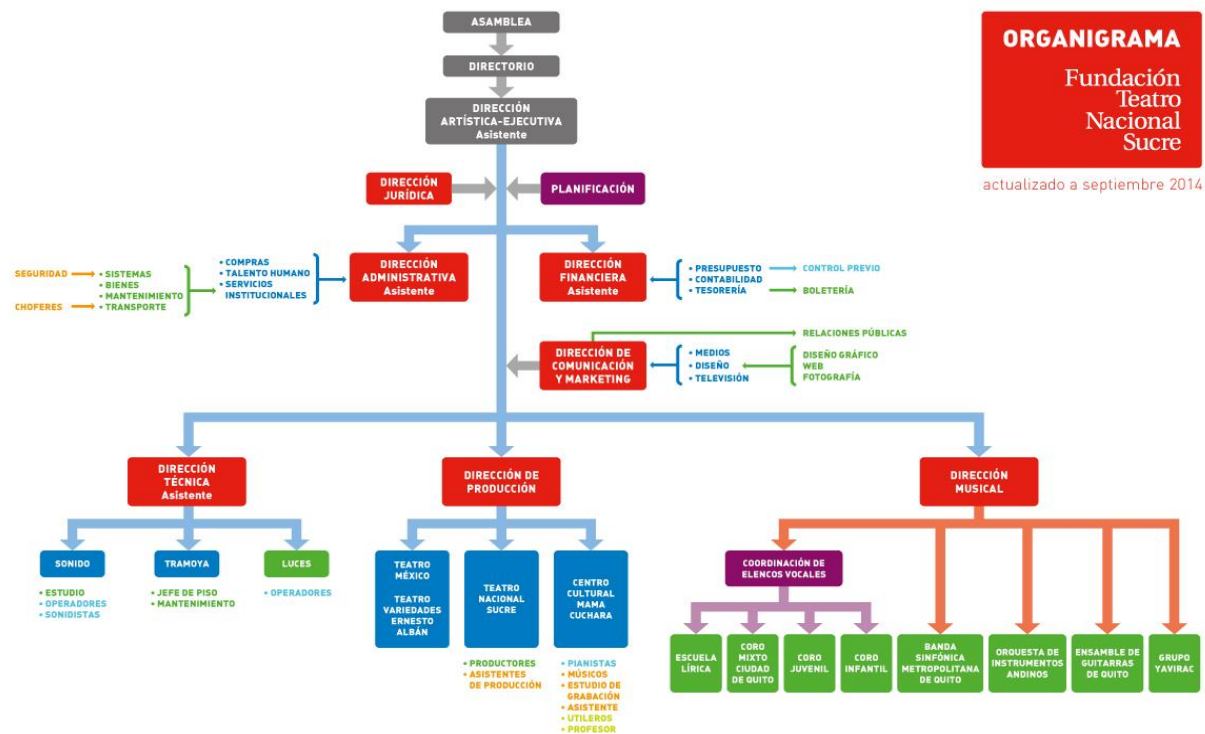 ASAMBLEA
DIRECTORIO
DIRECCIÓN
ARTÍSTICA-EJECUTIVA
Asistente
ORGANIGRAMA
Fundación
Teatro
Nacional
Sucre
actualizado a septiembre 2014
DIRECCIÓN
JURÍDICA
PLANIFICACIÓN
SEGURIDAD
CHOFERES
• SISTEMAS
• BIENES
• MANTENIMIENTO
• TRANSPORTE
• COMPRAS
• TALENTO HUMANO
• SERVICIOS
INSTITUCIONALES
DIRECCIÓN
ADMINISTRATIVA
Asistente
DIRECCIÓN
FINANCIERA
Asistente
• PRESUPUESTO
• CONTABILIDAD
• TESORERÍA
CONTROL PREVIO
BOLETERÍA
RELACIONES PÚBLICAS
DIRECCIÓN DE
COMUNICACIÓN
Y MARKETING
• MEDIOS
• DISEÑO
• TELEVISIÓN
DISEÑO GRÁFICO
WEB
FOTOGRAFÍA
DIRECCIÓN
TÉCNICA
Asistente
DIRECCIÓN DE
PRODUCCIÓN
DIRECCIÓN
MUSICAL
SONIDO
• ESTUDIO
• OPERADORES
• SONIDISTAS
TRAMOYA
• JEFE DE PISO
• MANTENIMIENTO
LUCES
• OPERADORES
TEATRO
MÉXICO
TEATRO
VARIEDADES
ERNESTO
ALBÁN
TEATRO
NACIONAL
SUCRE
• PRODUCTORES
• ASISTENTES
DE PRODUCCIÓN
CENTRO
CULTURAL
MAMA
CUCHARA
• PIANISTAS
• MÚSICOS
• ESTUDIO DE
GRABACIÓN
• ASISTENTE
• UTILEROS
• PROFESOR
COORDINACIÓN DE
ELENCOS VOCALES
ESCUELA
LÍRICA
CORO
MIXTO
CIUDAD
DE QUITO
CORO
JUVENIL
CORO
INFANTIL
BANDA
SINFÓNICA
METROPOLITANA
DE QUITO
ORQUESTA DE
INSTRUMENTOS
ANDINOS
ENSAMBLE DE
GUITARRAS
DE QUITO
GRUPO
YAVIRAC